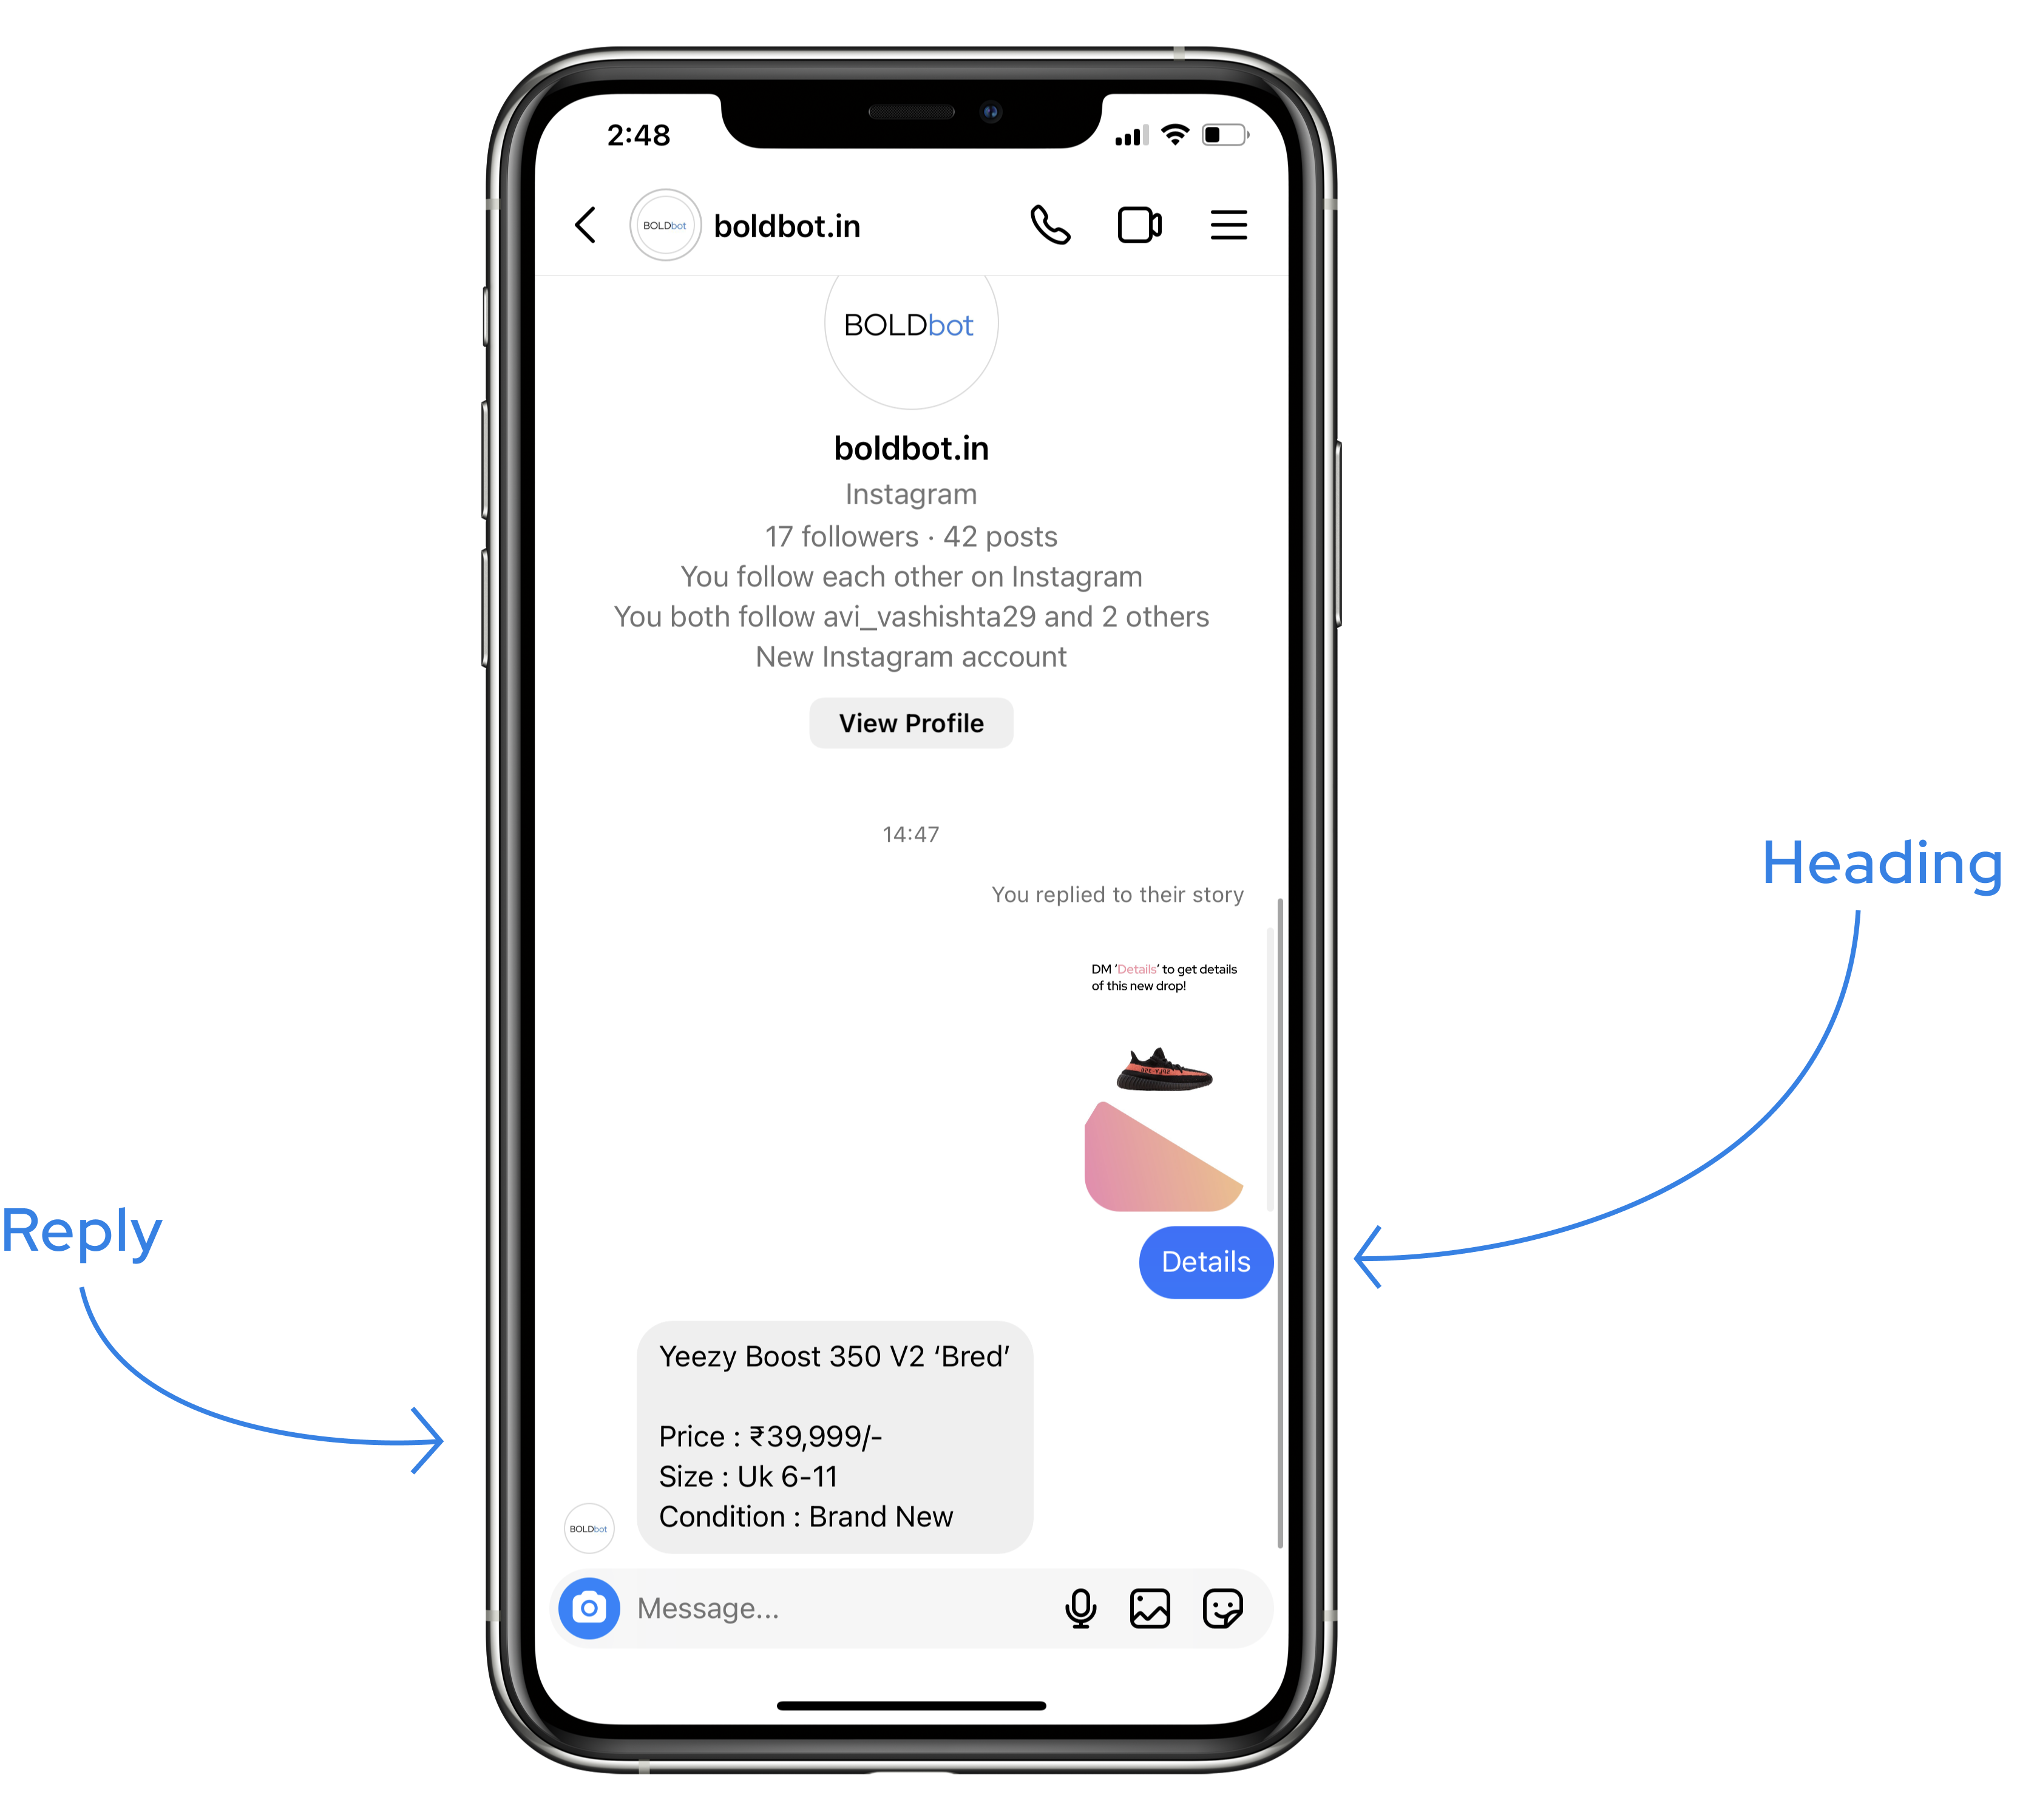 2:48
BOLDbot
boldbot.in
BOLDbot
boldbot.in
Instagram
17 followers · 42 posts
You follow each other on Instagram
You both follow avi_vashishta29 and 2 others
New Instagram account
View Profile
14:47
Heading
You replied to their story
DM ‘Details’ to get details
of this new drop!
Reply
Details
Yeezy Boost 350 V2 ‘Bred’
Price : ₹39,999/-
Size : Uk 6-11
Condition : Brand New
BOLDbot
Message...